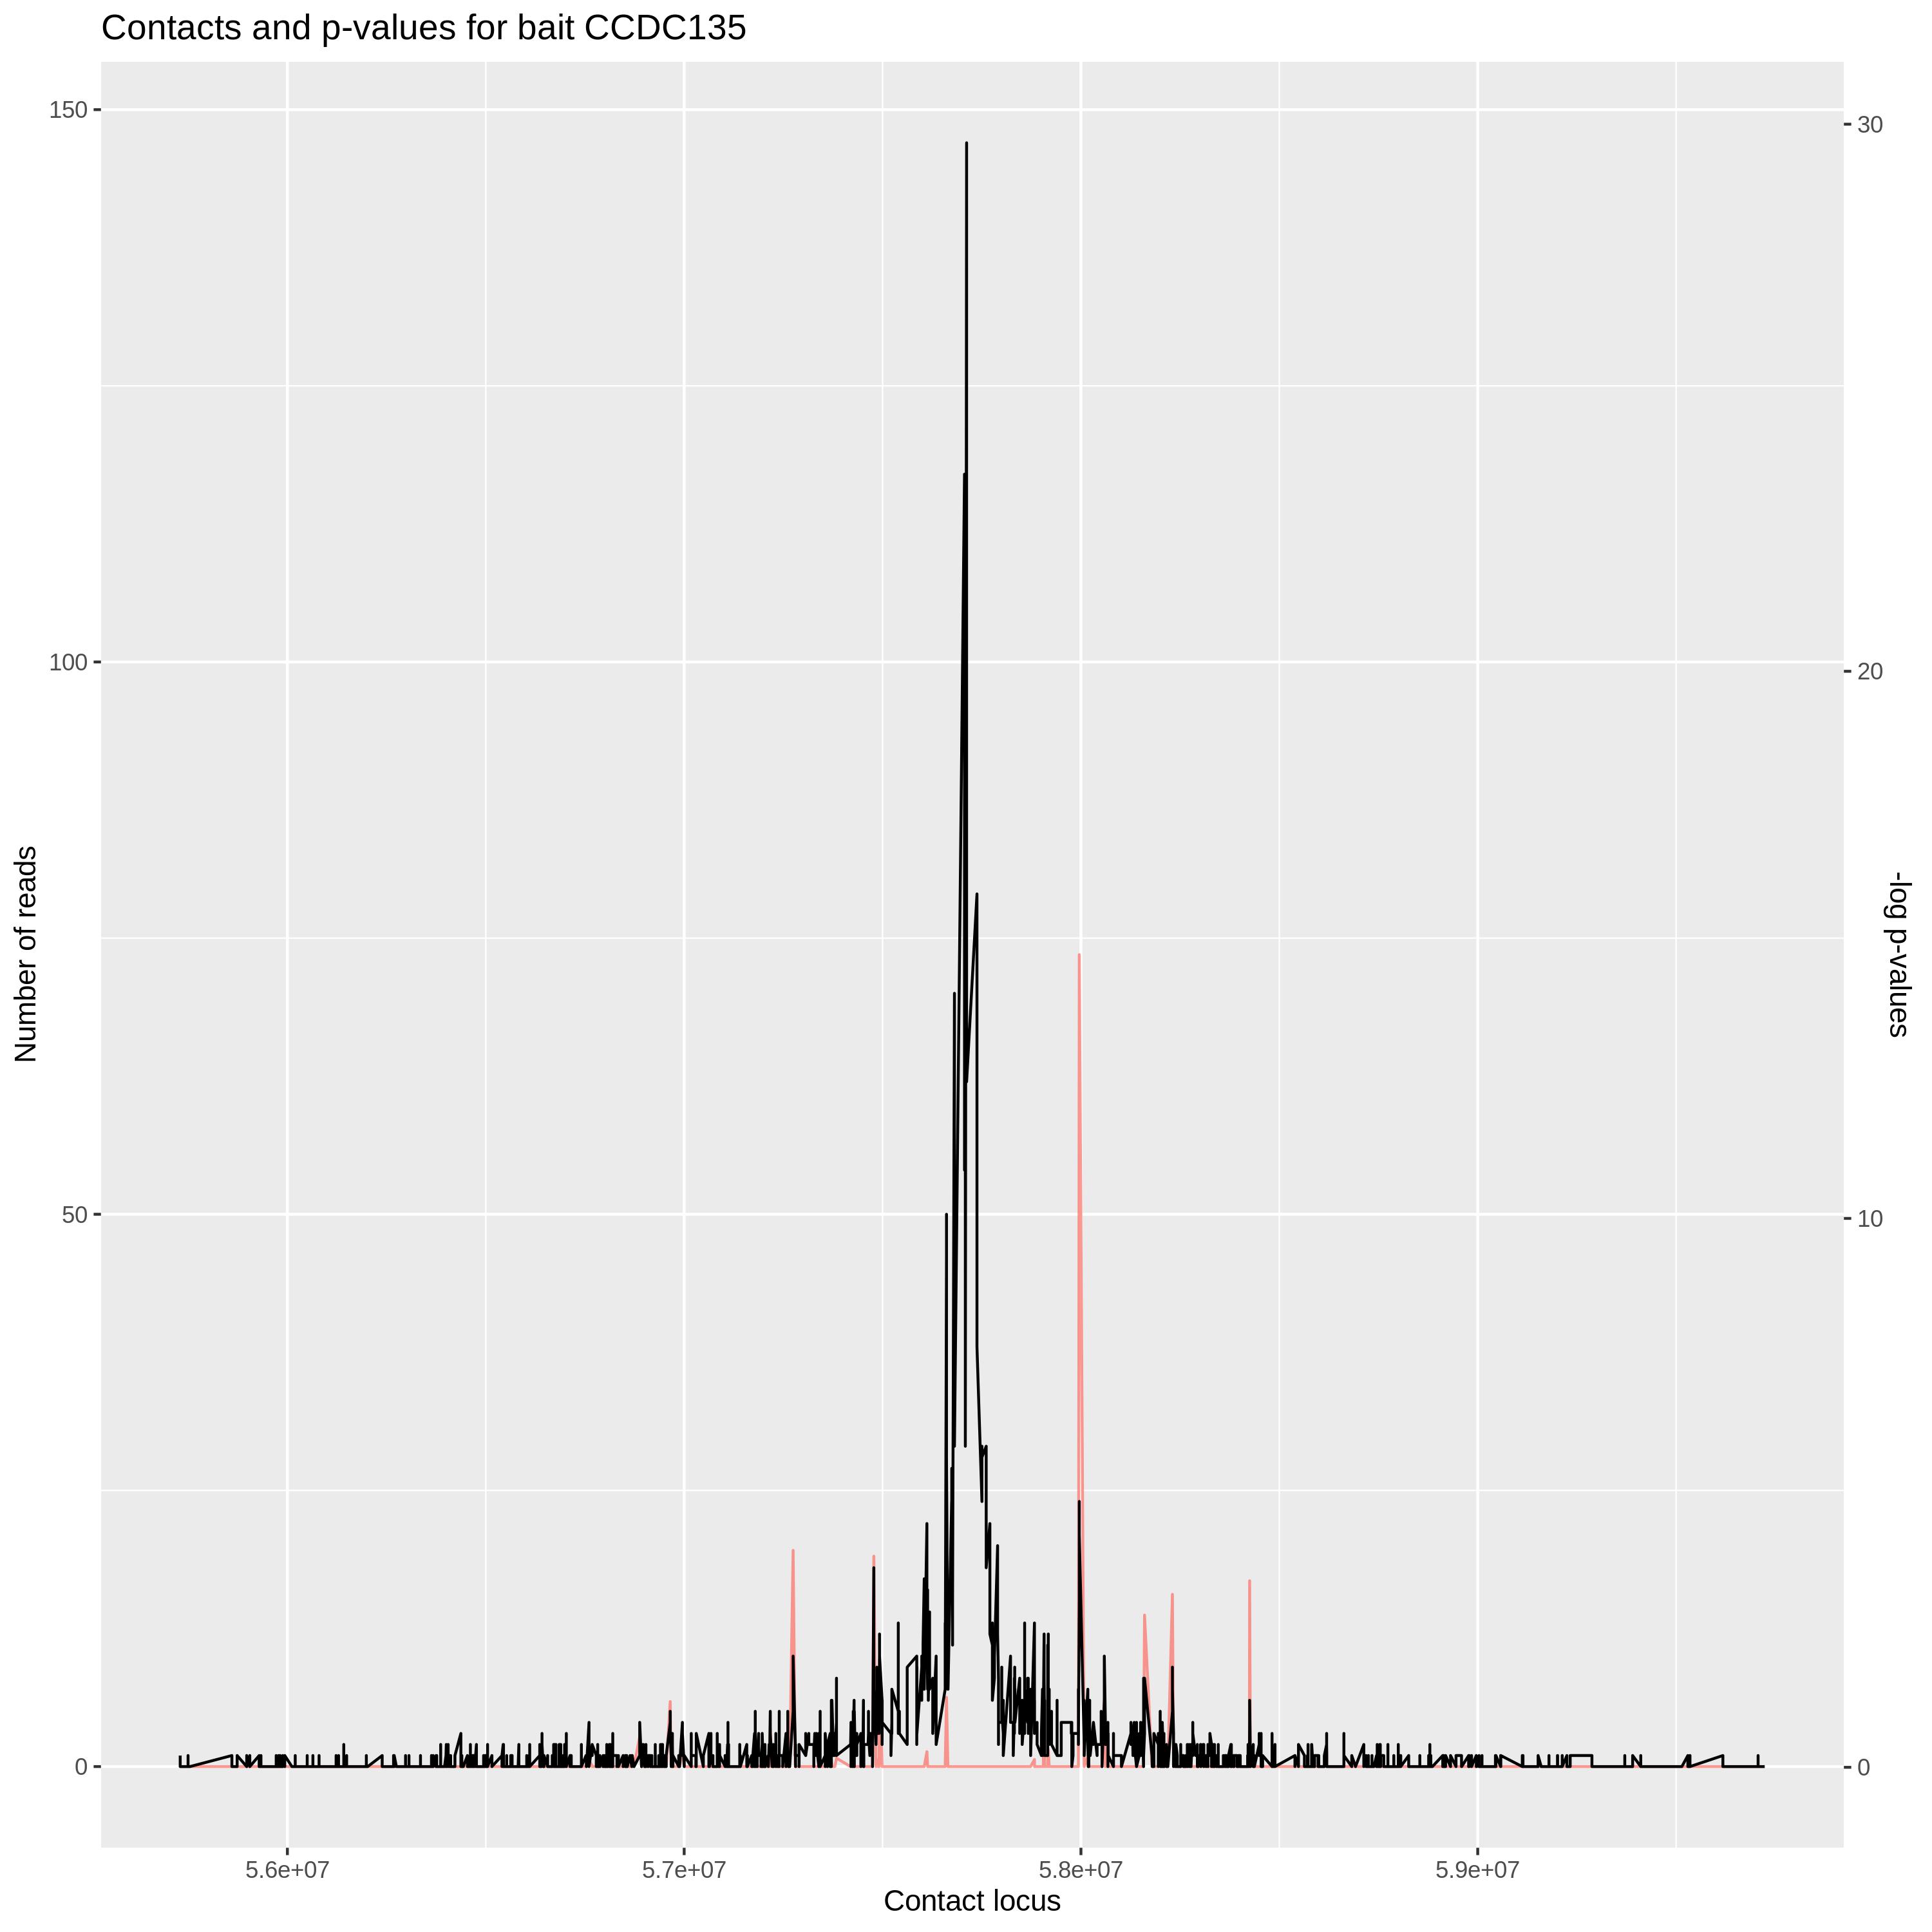 Contacts and p-values for bait CCDC135
150
100
50
0
Number of reads
30
20
10
0
-log p-values
5.6e+07
5.7e+07
5.8e+07
5.9e+07
Contact locus